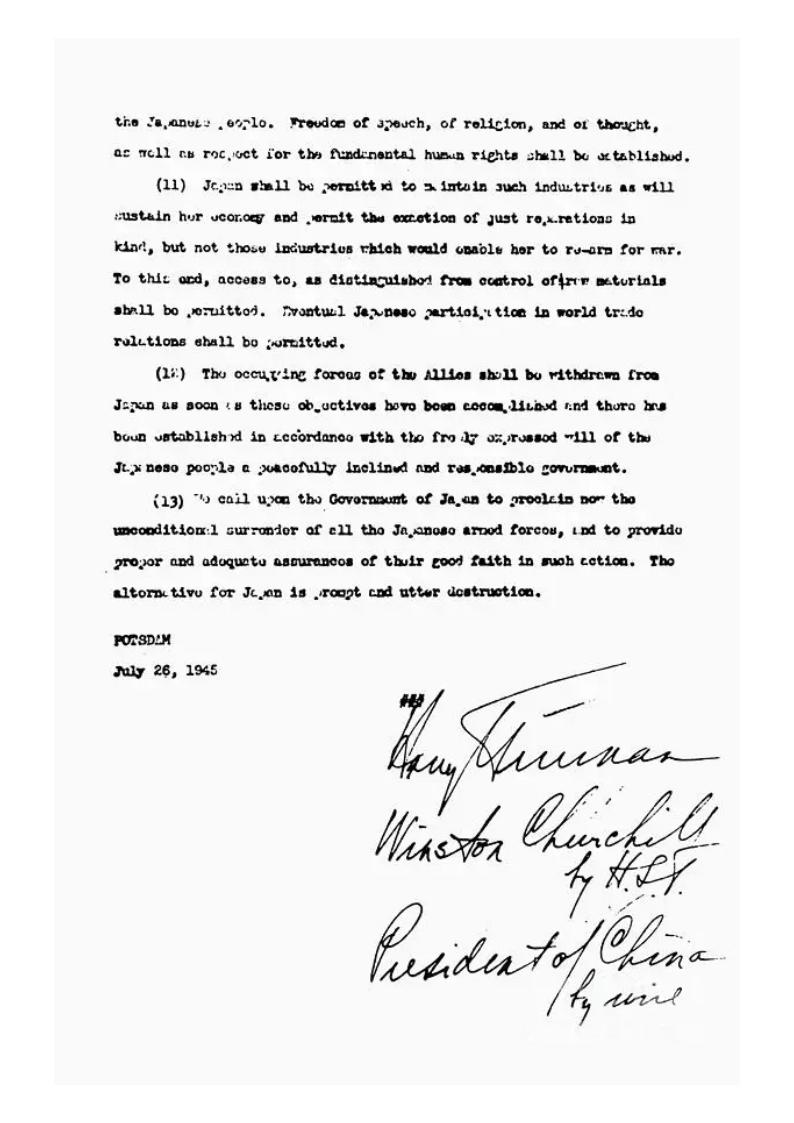 the Japanese people. Freedom of speech, of religion, and of thought,
as well as respect for the fundamental human rights shall be established.
(11) Japan shall be permitted to maintain such industries as will
sustain her economy and permit the exaction of just reparations in
kind, but not those industries which would enable her to re-arm for war.
To this end, access to, as distinguished from control of raw materials
shall be permitted. Eventual Japanese participation in world trade
relations shall be permitted.
(12) The occupying forces of the Allies shall be withdrawn from
Japan as soon as these objectives have been accomplished and there has
been established in accordance with the freely expressed will of the
Japanese people a peacefully inclined and responsible government.
(13) We call upon the Government of Japan to proclaim now the
unconditional surrender of all the Japanese armed forces, and to provide
proper and adequate assurances of their good faith in such action. The
alternative for Japan is prompt and utter destruction.
POTSDAM
July 26, 1945
###
Harry Truman
Winston Churchill
by H.S.T.
President of China
by wire